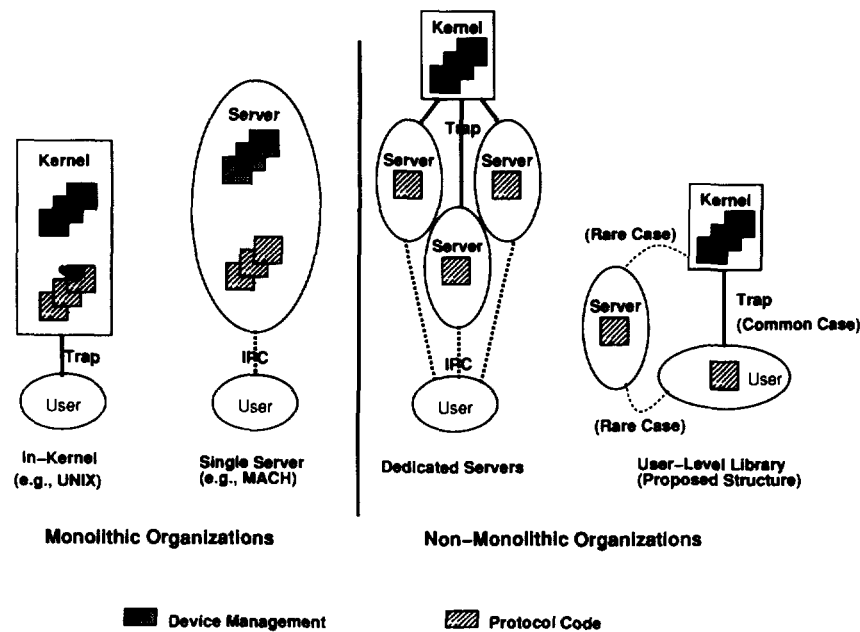 Kernel
Trap
User
In-Kernel
(e.g., UNIX)
Server
IPC
User
Single Server
(e.g., MACH)
Monolithic Organizations
Kernel
Trap
Server
Server
Server
IPC
User
Dedicated Servers
Kernel
(Rare Case)
Server
Trap
(Common Case)
User
(Rare Case)
User-Level Library
(Proposed Structure)
Non-Monolithic Organizations
Device Management
Protocol Code